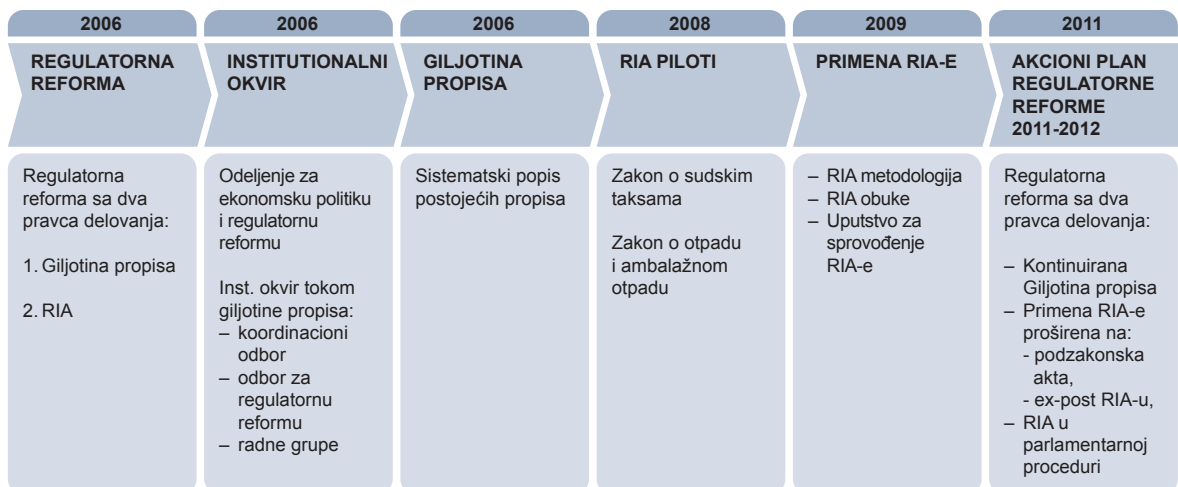 2006
REGULATORNA
REFORMA
Regulatorna
reforma sa dva
pravca delovanja:
1. Giljotina propisa
2. RIA
2006
INSTITUTIONALNI
OKVIR
Odeljenje za
ekonomsku politiku
i regulatornu
reformu
Inst. okvir tokom
giljotine propisa:
– koordinacioni
odbor
– odbor za
regulatornu
reformu
– radne grupe
2006
GILJOTINA
PROPISA
Sistematski popis
postojećih propisa
2008
RIA PILOTI
Zakon o sudskim
taksama
Zakon o otpadu
i ambalažnom
otpadu
2009
PRIMENA RIA-E
– RIA metodologija
– RIA obuke
– Uputstvo za
sprovođenje
RIA-e
2011
AKCIONI PLAN
REGULATORNE
REFORME
2011-2012
Regulatorna
reforma sa dva
pravca delovanja:
– Kontinuirana
Giljotina propisa
– Primena RIA-e
proširena na:
- podzakonska
akta,
- ex-post RIA-u,
– RIA u
parlamentarnoj
proceduri